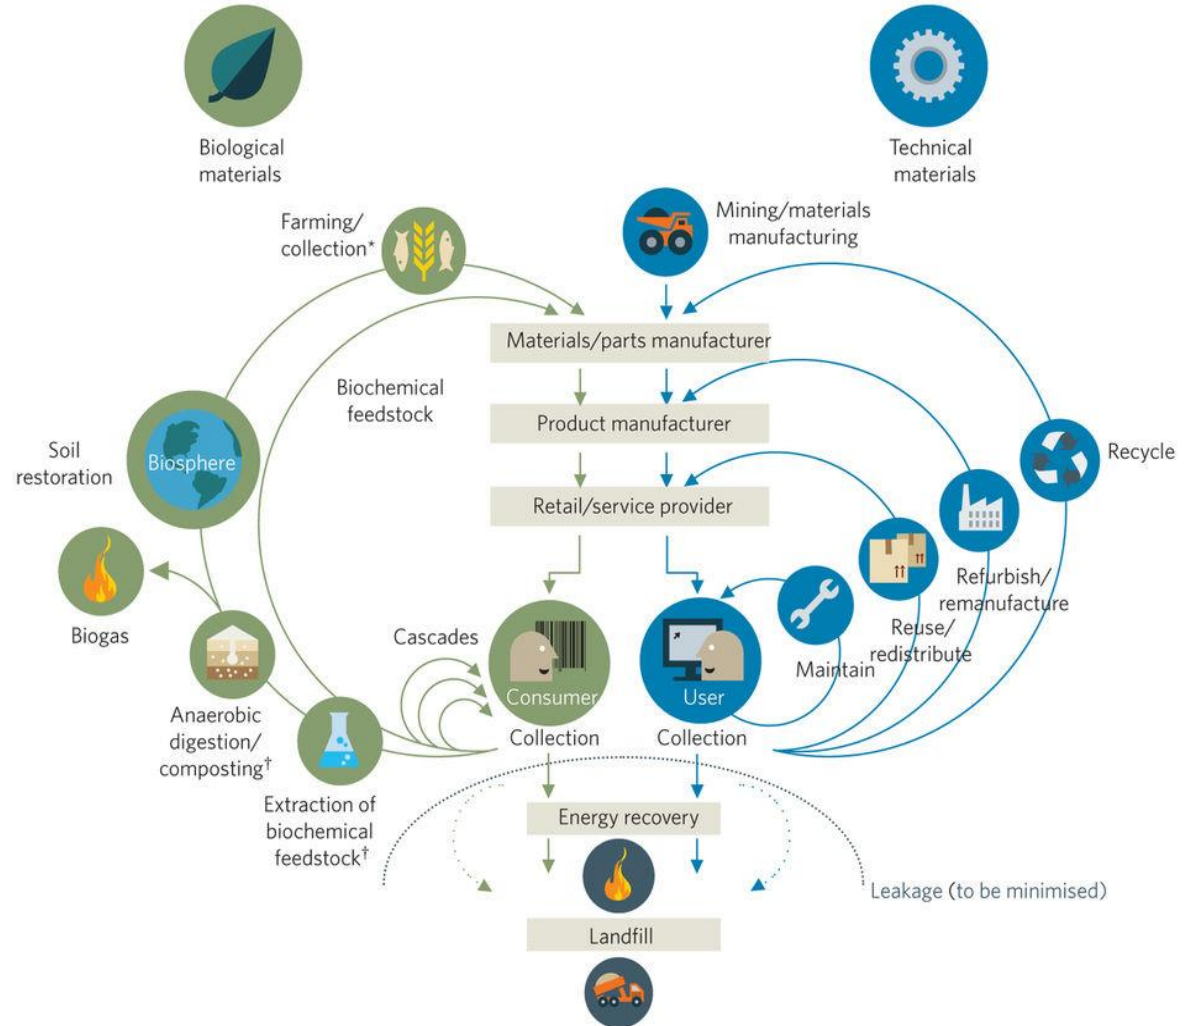 Biological
materials
Technical
materials
Farming/
collection*
Mining/materials
manufacturing
Materials/parts manufacturer
Biochemical
feedstock
Product manufacturer
Soil
restoration
Biosphere
Recycle
Retail/service provider
Biogas
Refurbish/
remanufacture
Reuse/
redistribute
Cascades
Maintain
Consumer
User
Anaerobic
digestion/
composting†
Collection
Collection
Extraction of
biochemical
feedstock†
Energy recovery
Leakage (to be minimised)
Landfill